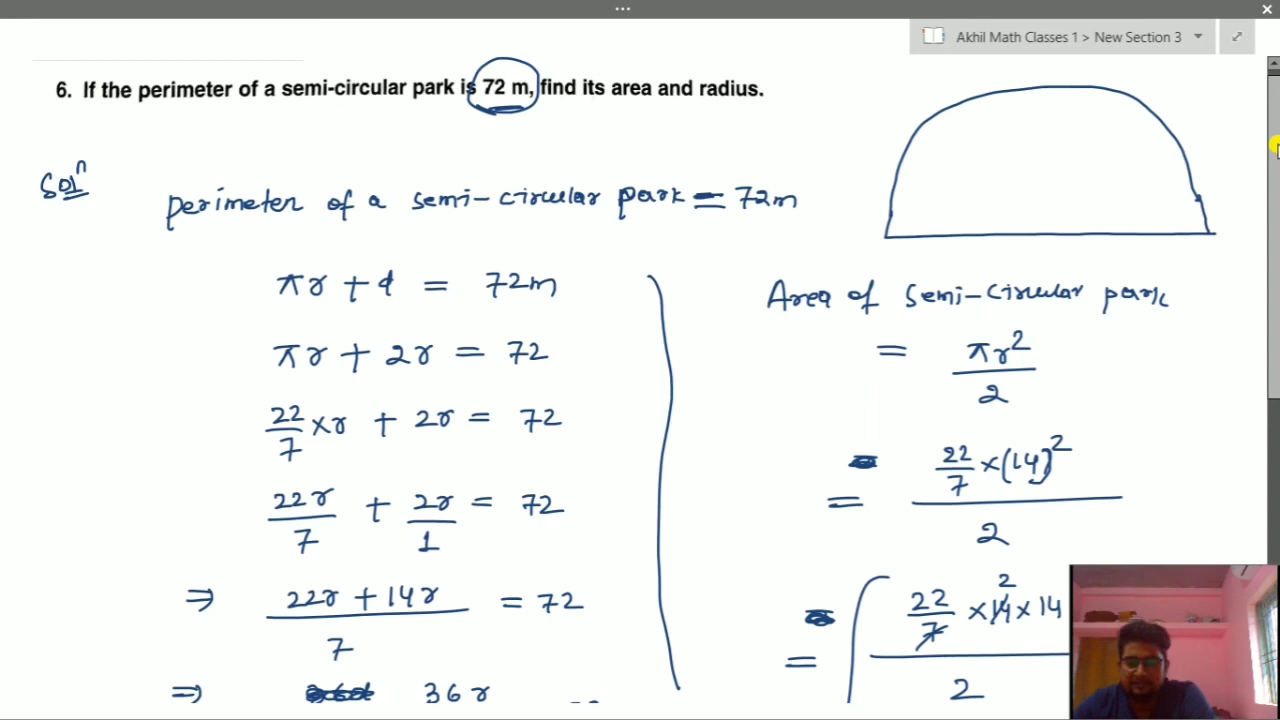 Akhil Math Classes 1 > New Section 3
6. If the perimeter of a semi-circular park is 72 m, find its area and radius.
Solⁿ
perimeter of a semi-circular park = 72m
πr + d = 72m
πr + 2r = 72
22/7 × r + 2r = 72
22r/7 + 2r/1 = 72
⇒ 22r + 14r / 7 = 72
⇒ 36r
Area of semi-circular park
= πr²/2
= 22/7 × (14)² / 2
= 22/7 × 14 × 14 / 2
2